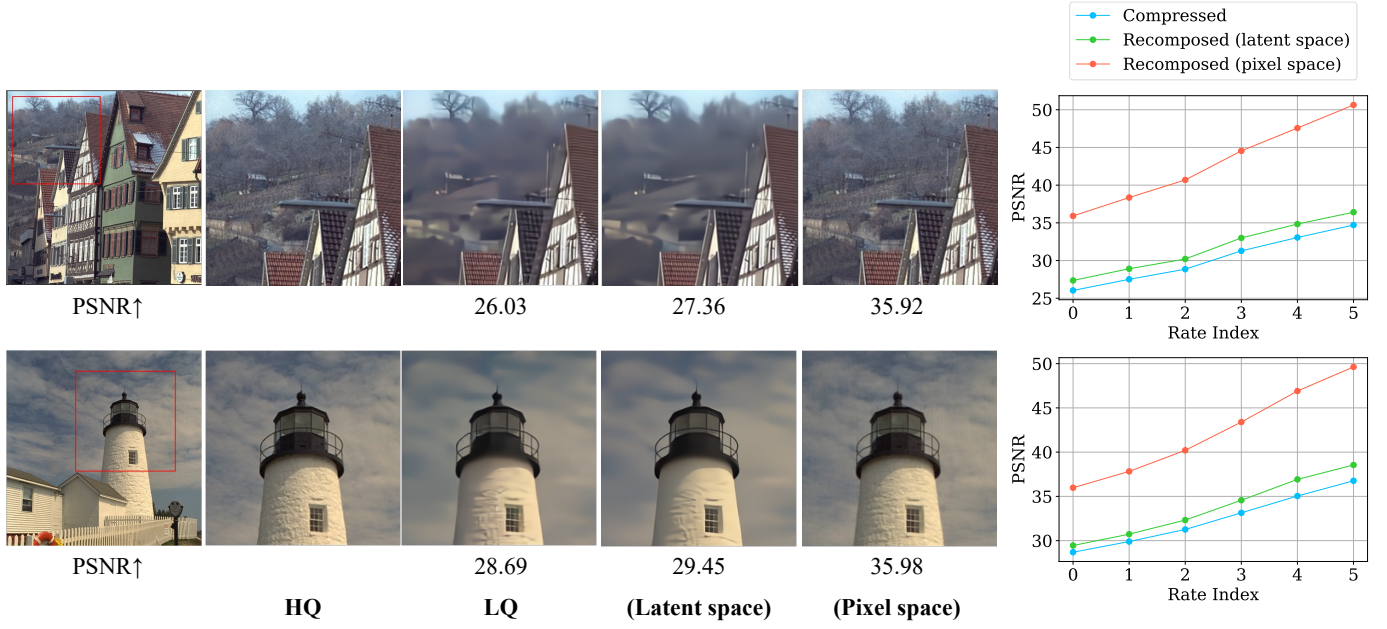 Compressed
Recomposed (latent space)
Recomposed (pixel space)
PSNR
50
45
40
35
30
25
0 1 2 3 4 5
Rate Index
PSNR↑ 26.03 27.36 35.92
PSNR
50
45
40
35
30
0 1 2 3 4 5
Rate Index
PSNR↑ 28.69 29.45 35.98
HQ LQ (Latent space) (Pixel space)